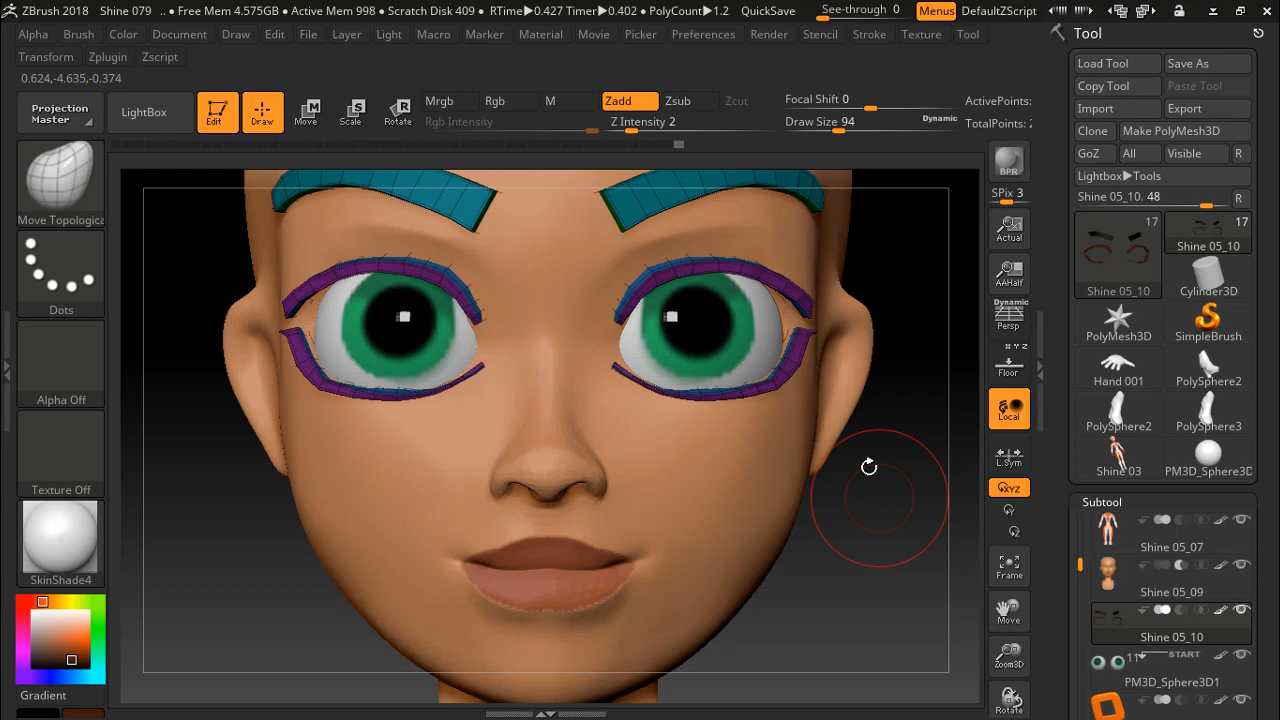 ZBrush 2018 Shine 079 .. • Free Mem 4.575GB • Active Mem 998 • Scratch Disk 409 • RTime▶0.427 Timer▶0.402 • PolyCount▶1.2 QuickSave See-through 0 Menus DefaultZScript
Alpha Brush Color Document Draw Edit File Layer Light Macro Marker Material Movie Picker Preferences Render Stencil Stroke Texture Tool
Transform Zplugin Zscript
0.624,-4.635,-0.374
Projection
Master
LightBox
Edit
Draw
Move
Scale
Rotate
M
S
R
Mrgb Rgb M Zadd Zsub Zcut
Rgb Intensity Z Intensity 2
Focal Shift 0
Draw Size 94
Dynamic
ActivePoints:
TotalPoints:
Move Topologica
Dots
Alpha Off
Texture Off
SkinShade4
Gradient
BPR
SPix 3
Actual
AAHalf
Dynamic
Persp
X Y Z
Floor
Local
L.Sym
XYZ
Y
Z
Frame
Move
Zoom3D
Rotate
Tool
Load Tool Save As
Copy Tool Paste Tool
Import Export
Clone Make PolyMesh3D
GoZ All Visible R
Lightbox▶Tools
Shine 05_10. 48 R
17
Shine 05_10
17
Shine 05_10
Cylinder3D
PolyMesh3D SimpleBrush
Hand 001 PolySphere2
PolySphere2 PolySphere3
Shine 03 PM3D_Sphere3D
Subtool
Shine 05_07
Shine 05_09
Shine 05_10
11
START
PM3D_Sphere3D1